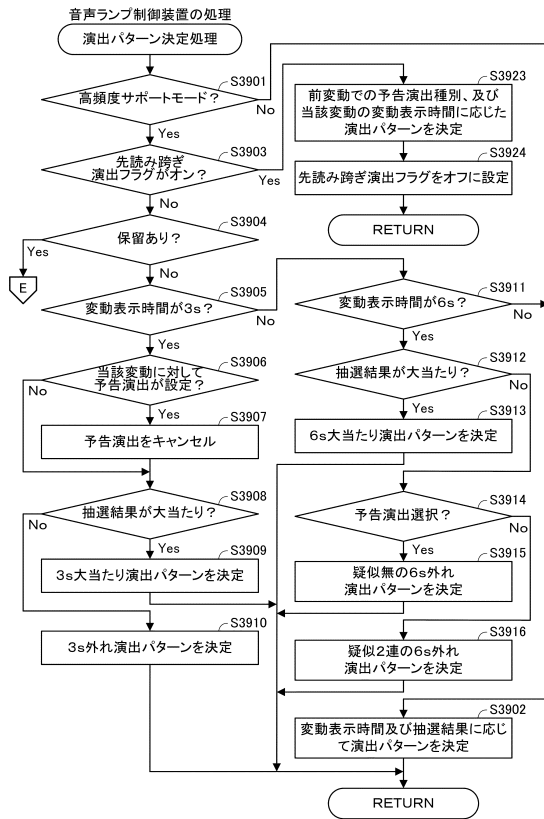 音声ランプ制御装置の処理
演出パターン決定処理
S3901
高頻度サポートモード?
No
Yes
S3903
先読み跨ぎ
演出フラグがオン?
Yes
No
S3904
保留あり?
Yes
E
No
S3905
変動表示時間が3s?
No
Yes
S3906
当該変動に対して
予告演出が設定?
No
Yes
S3907
予告演出をキャンセル
S3908
抽選結果が大当たり?
No
Yes
S3909
3s大当たり演出パターンを決定
S3910
3s外れ演出パターンを決定
S3923
前変動での予告演出種別、及び
当該変動の変動表示時間に応じた
演出パターンを決定
S3924
先読み跨ぎ演出フラグをオフに設定
RETURN
S3911
変動表示時間が6s?
No
Yes
S3912
抽選結果が大当たり?
No
Yes
S3913
6s大当たり演出パターンを決定
S3914
予告演出選択?
No
Yes
S3915
疑似無の6s外れ
演出パターンを決定
S3916
疑似2連の6s外れ
演出パターンを決定
S3902
変動表示時間及び抽選結果に応じ
て演出パターンを決定
RETURN